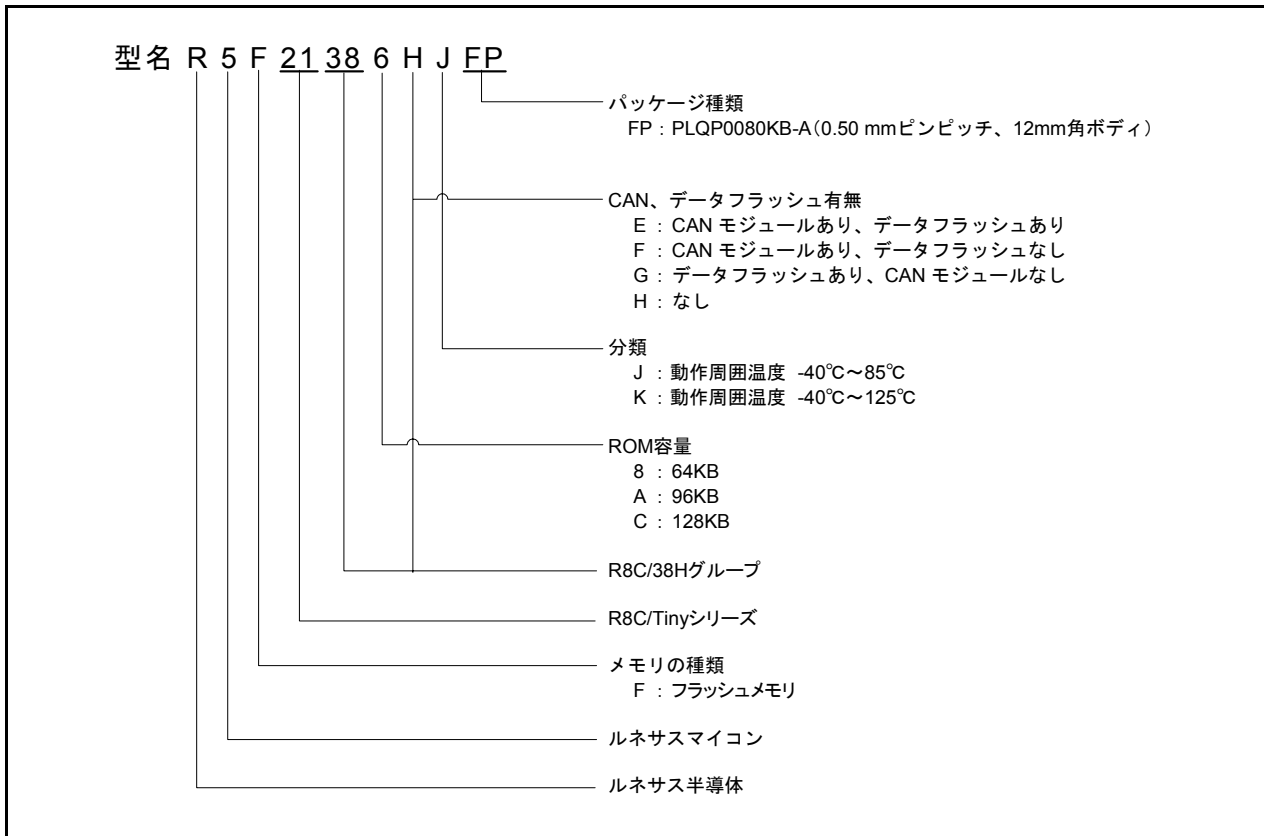 型名 R 5 F 21 38 6 H J FP
パッケージ種類
FP : PLQP0080KB-A(0.50 mmピンピッチ、12mm角ボディ)
CAN、データフラッシュ有無
E : CAN モジュールあり、データフラッシュあり
F : CAN モジュールあり、データフラッシュなし
G : データフラッシュあり、CAN モジュールなし
H : なし
分類
J : 動作周囲温度 -40℃～85℃
K : 動作周囲温度 -40℃～125℃
ROM容量
8 : 64KB
A : 96KB
C : 128KB
R8C/38Hグループ
R8C/Tinyシリーズ
メモリの種類
F : フラッシュメモリ
ルネサスマイコン
ルネサス半導体